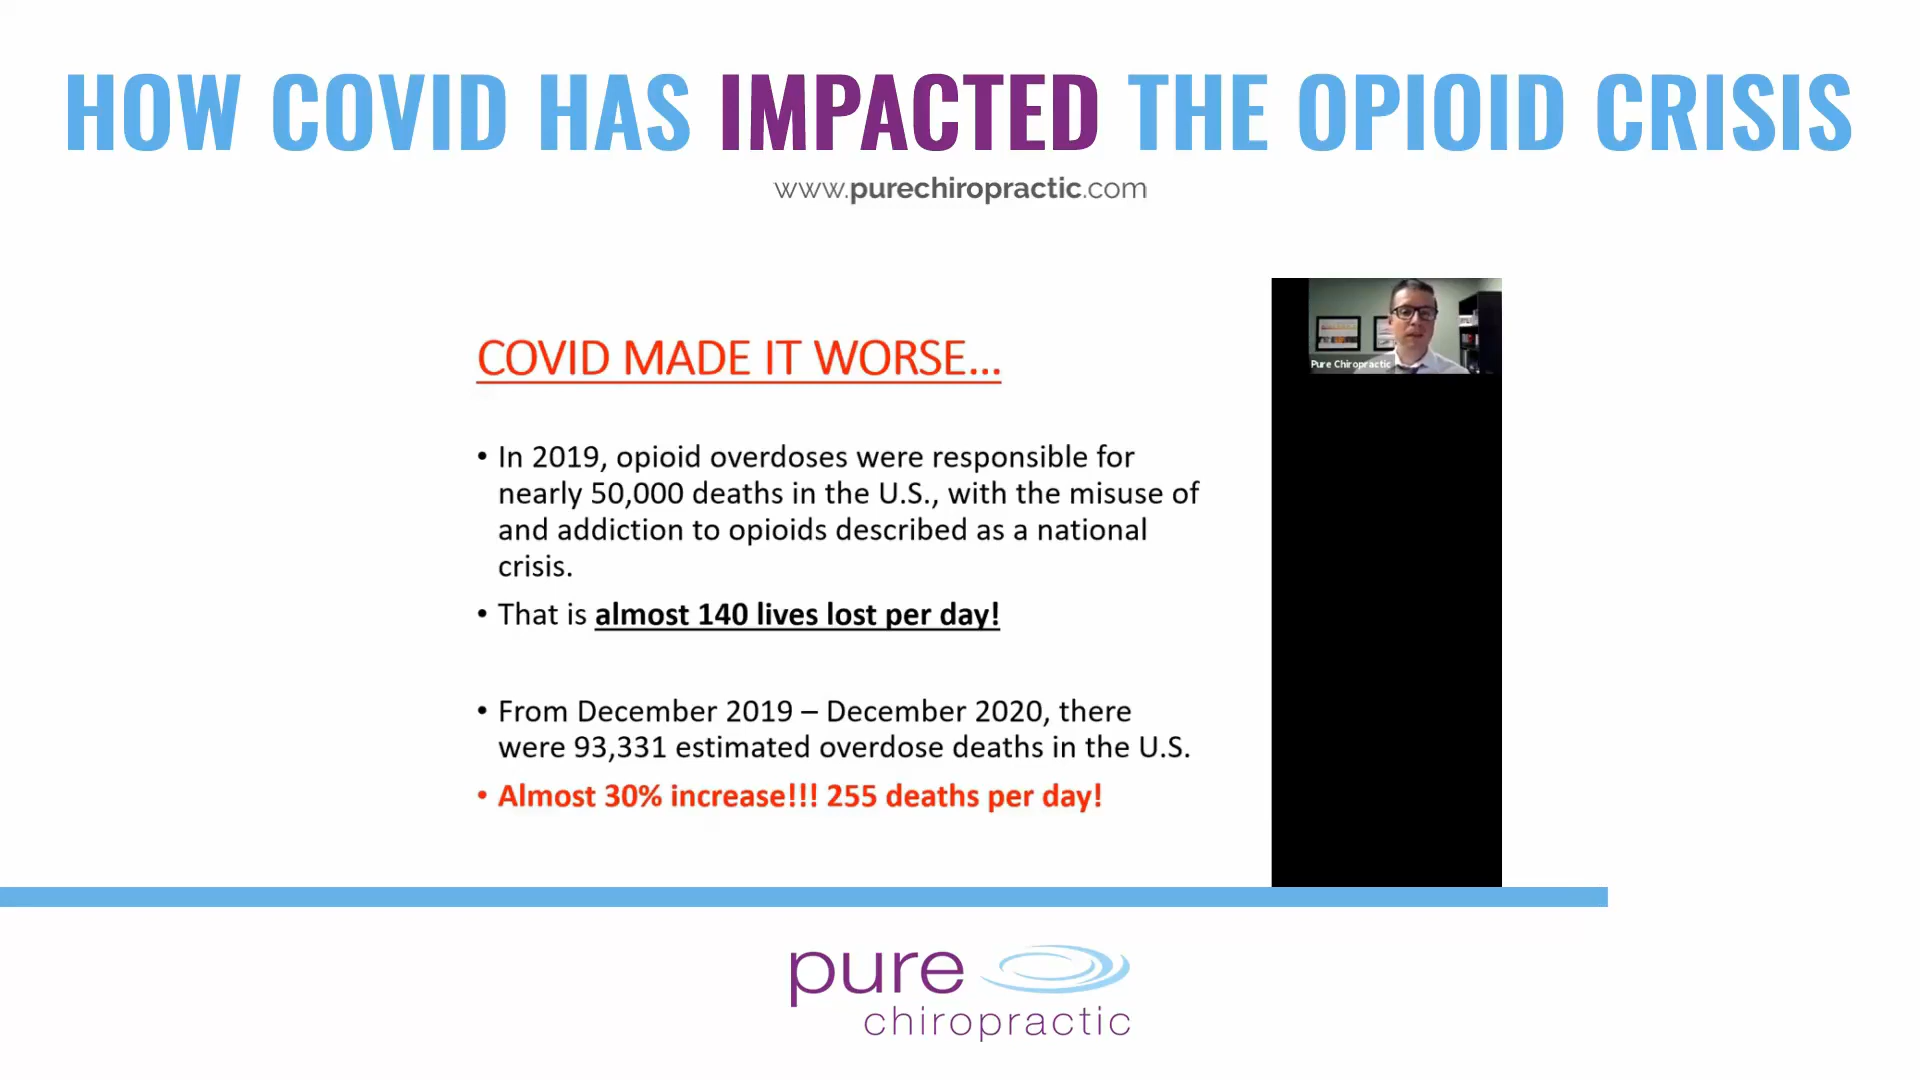 HOW COVID HAS IMPACTED THE OPIOID CRISIS
www.purechiropractic.com
COVID MADE IT WORSE...
• In 2019, opioid overdoses were responsible for
nearly 50,000 deaths in the U.S., with the misuse of
and addiction to opioids described as a national
crisis.
• That is almost 140 lives lost per day!
• From December 2019 – December 2020, there
were 93,331 estimated overdose deaths in the U.S.
• Almost 30% increase!!! 255 deaths per day!
Pure Chiropractic
pure
chiropractic